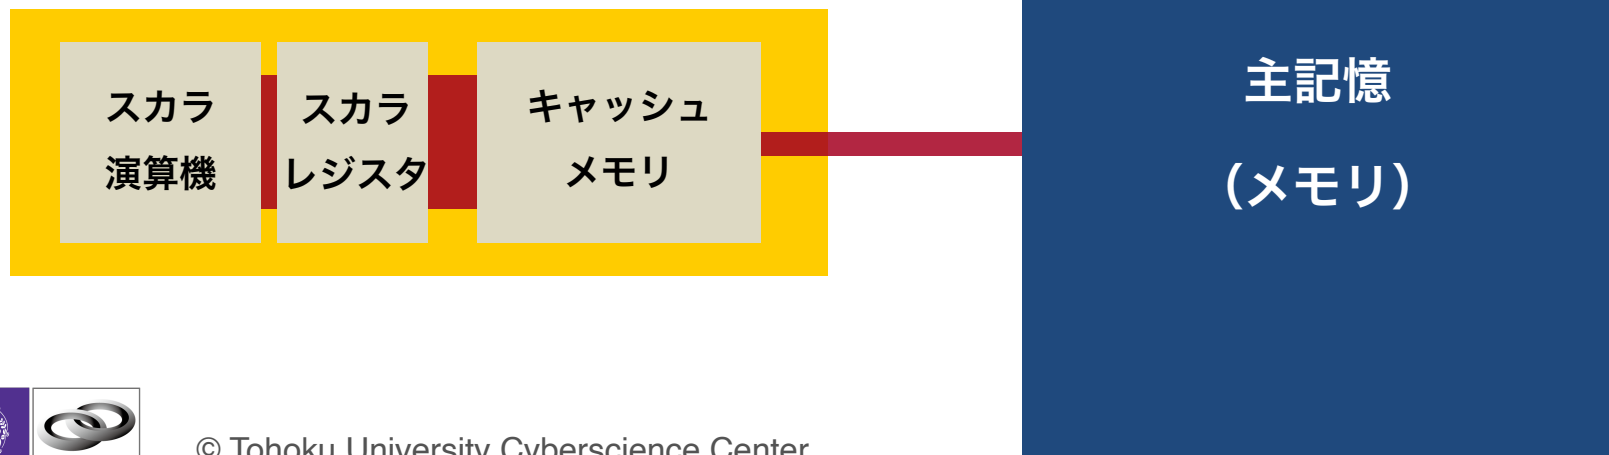 スカラ
演算機
スカラ
レジスタ
キャッシュ
メモリ
主記憶
（メモリ）
© Tohoku University Cyberscience Center